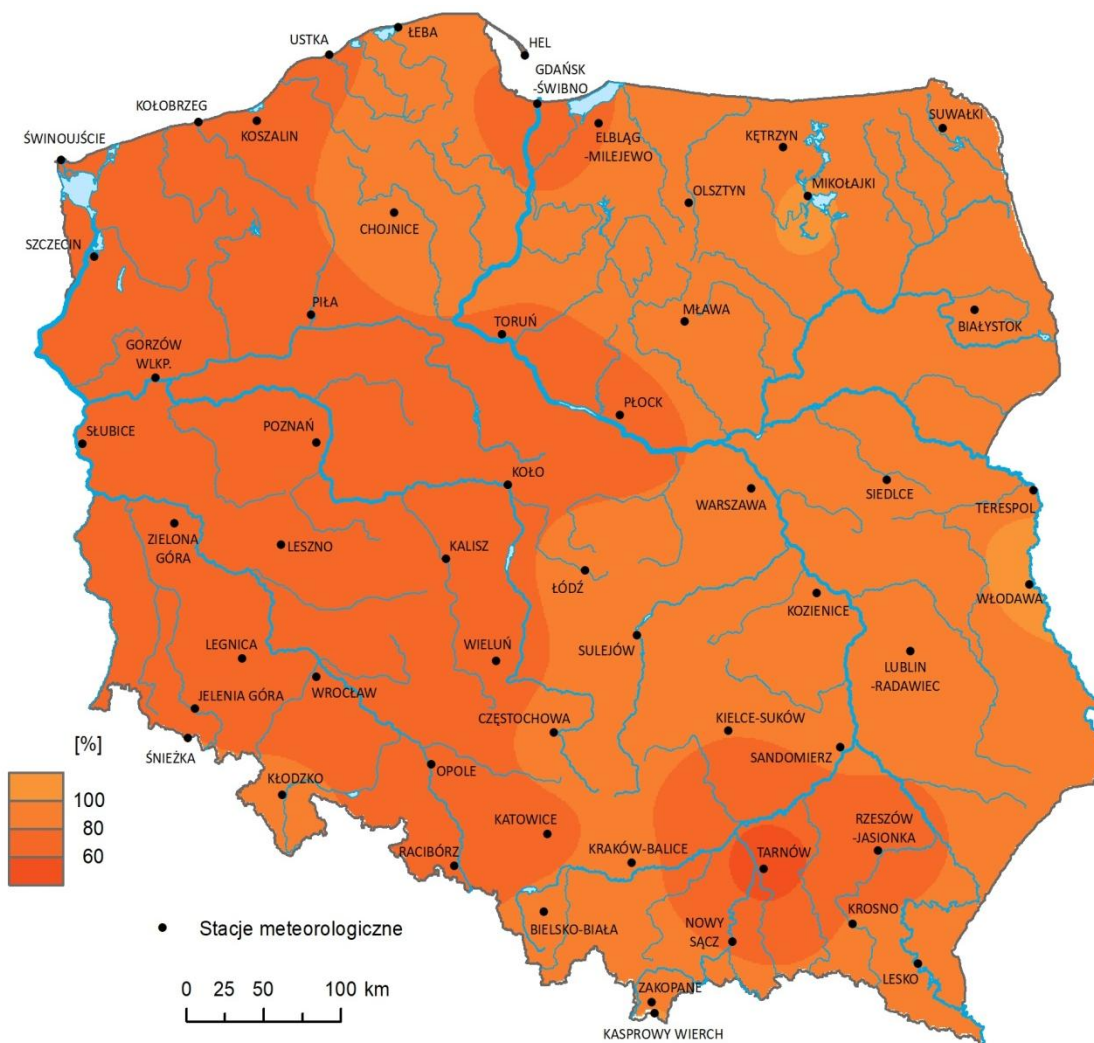 ŁEBA
USTKA
HEL
GDAŃSK
-ŚWIBNO
KOŁOBRZEG
KOSZALIN
ELBLĄG
-MILEJEWO
SUWAŁKI
KĘTRZYN
ŚWINOUJŚCIE
MIKOŁAJKI
OLSZTYN
CHOJNICE
SZCZECIN
PIŁA
TORUŃ
MŁAWA
BIAŁYSTOK
GORZÓW
WLKP.
PŁOCK
SŁUBICE
POZNAŃ
KOŁO
WARSZAWA
SIEDLCE
TERESPOL
ZIELONA
GÓRA
LESZNO
KALISZ
ŁÓDŹ
WŁODAWA
KOZIENICE
LEGNICA
WIELUŃ
SULEJÓW
LUBLIN
-RADAWIEC
JELENIA GÓRA
WROCŁAW
CZĘSTOCHOWA
KIELCE-SUKÓW
[%]
ŚNIEŻKA
SANDOMIERZ
KŁODZKO
OPOLE
100
80
60
KATOWICE
RZESZÓW
-JASIONKA
RACIBÓRZ
KRAKÓW-BALICE
TARNÓW
KROSNO
BIELSKO-BIAŁA
NOWY
SĄCZ
Stacje meteorologiczne
LESKO
0 25 50 100 km
ZAKOPANE
KASPROWY WIERCH